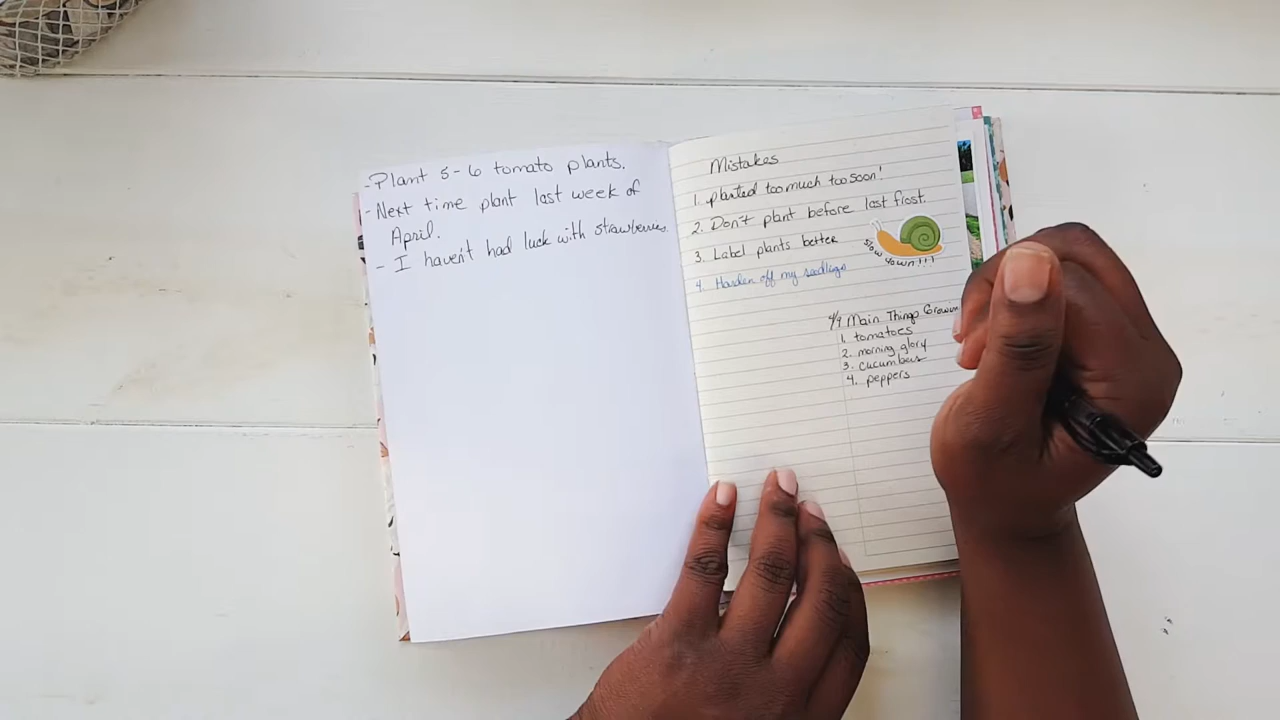 -Plant 5-6 tomato plants.
-Next time plant last week of
April.
- I haven't had luck with strawberries.
Mistakes
1. planted too much too soon!
2. Don't plant before last frost.
3. Label plants better
slow down!!!
4. Harden off my seedlings
4/9 Main Things Growin
1. tomatoes
2. morning glory
3. cucumbers
4. peppers